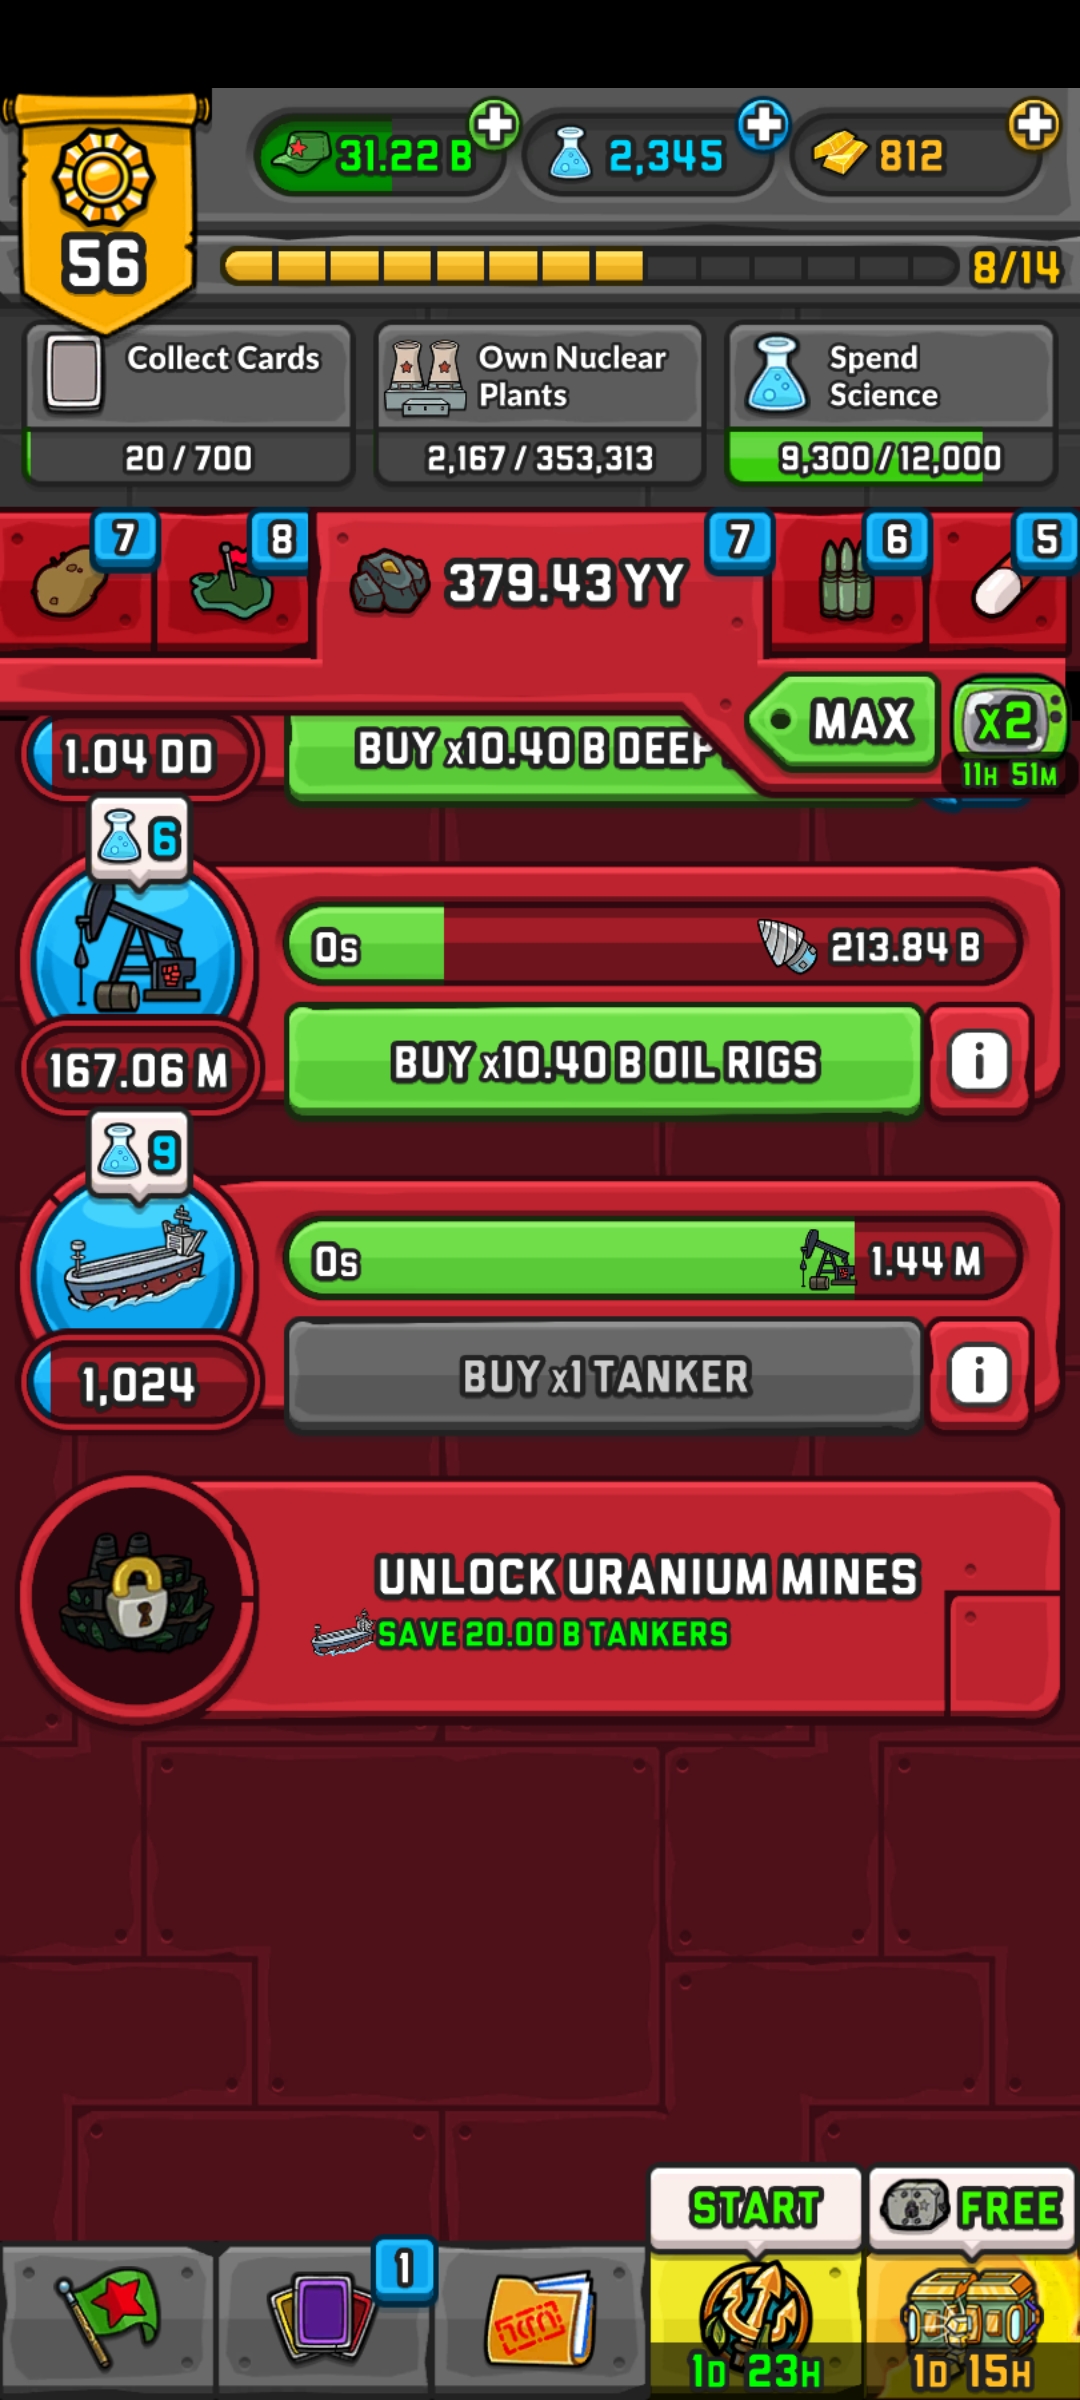 56
31.22 B
2,345
812
8/14
Collect Cards
20 / 700
Own Nuclear
Plants
2,167 / 353,313
Spend
Science
9,300 / 12,000
7
8
379.43 YY
7
6
5
MAX
x2
11H 51M
1.04 DD
BUY x10.40 B DEEP
6
0s
213.84 B
167.06 M
BUY x10.40 B OIL RIGS
i
9
0s
1.44 M
1,024
BUY x1 TANKER
i
UNLOCK URANIUM MINES
SAVE 20.00 B TANKERS
START
FREE
1
1D 23H
1D 15H